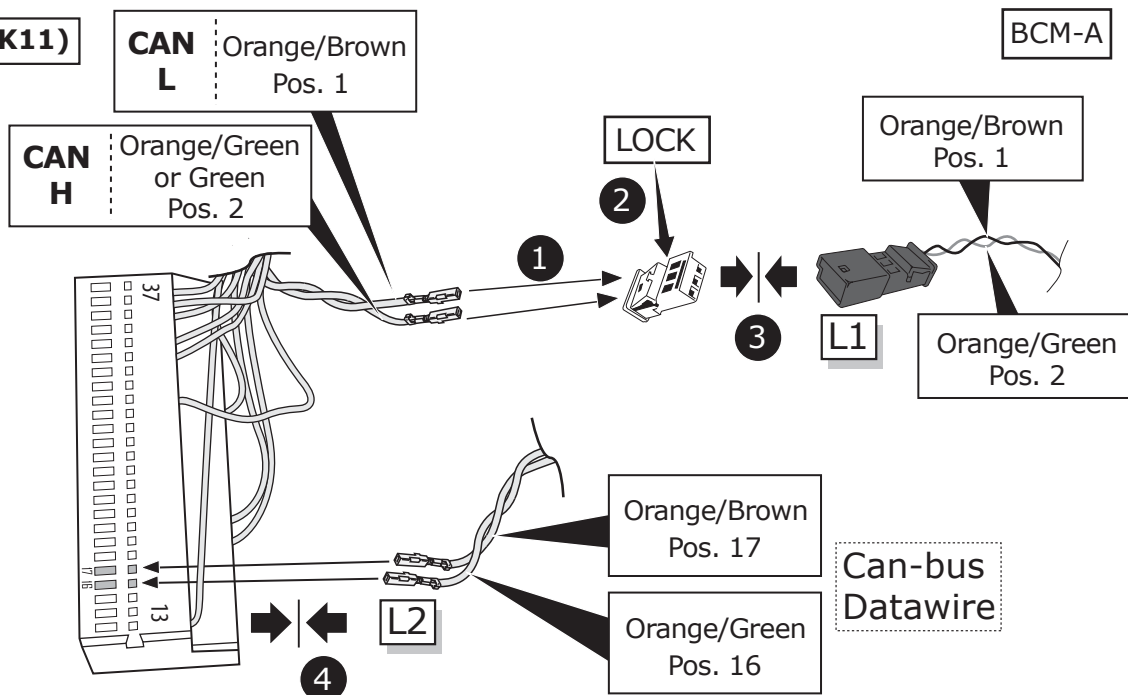 K11)
CAN
L
Orange/Brown
Pos. 1
BCM-A
CAN
H
Orange/Green
or Green
Pos. 2
LOCK
2
Orange/Brown
Pos. 1
1
3
L1
Orange/Green
Pos. 2
37
17
16
13
Orange/Brown
Pos. 17
Can-bus
Datawire
L2
Orange/Green
Pos. 16
4